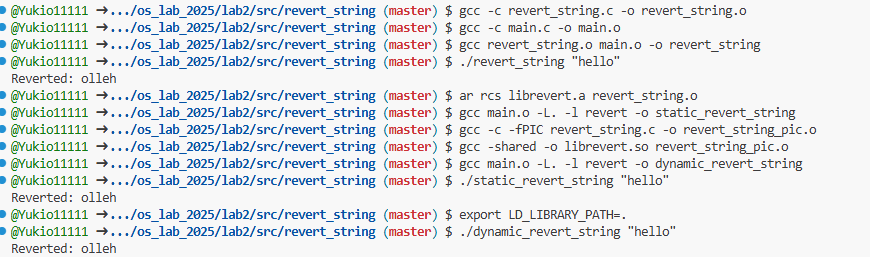 @Yukio11111 ➜.../os_lab_2025/lab2/src/revert_string (master) $ gcc -c revert_string.c -o revert_string.o
@Yukio11111 ➜.../os_lab_2025/lab2/src/revert_string (master) $ gcc -c main.c -o main.o
@Yukio11111 ➜.../os_lab_2025/lab2/src/revert_string (master) $ gcc revert_string.o main.o -o revert_string
@Yukio11111 ➜.../os_lab_2025/lab2/src/revert_string (master) $ ./revert_string "hello"
Reverted: olleh
@Yukio11111 ➜.../os_lab_2025/lab2/src/revert_string (master) $ ar rcs librevert.a revert_string.o
@Yukio11111 ➜.../os_lab_2025/lab2/src/revert_string (master) $ gcc main.o -L. -l revert -o static_revert_string
@Yukio11111 ➜.../os_lab_2025/lab2/src/revert_string (master) $ gcc -c -fPIC revert_string.c -o revert_string_pic.o
@Yukio11111 ➜.../os_lab_2025/lab2/src/revert_string (master) $ gcc -shared -o librevert.so revert_string_pic.o
@Yukio11111 ➜.../os_lab_2025/lab2/src/revert_string (master) $ gcc main.o -L. -l revert -o dynamic_revert_string
@Yukio11111 ➜.../os_lab_2025/lab2/src/revert_string (master) $ ./static_revert_string "hello"
Reverted: olleh
@Yukio11111 ➜.../os_lab_2025/lab2/src/revert_string (master) $ export LD_LIBRARY_PATH=.
@Yukio11111 ➜.../os_lab_2025/lab2/src/revert_string (master) $ ./dynamic_revert_string "hello"
Reverted: olleh